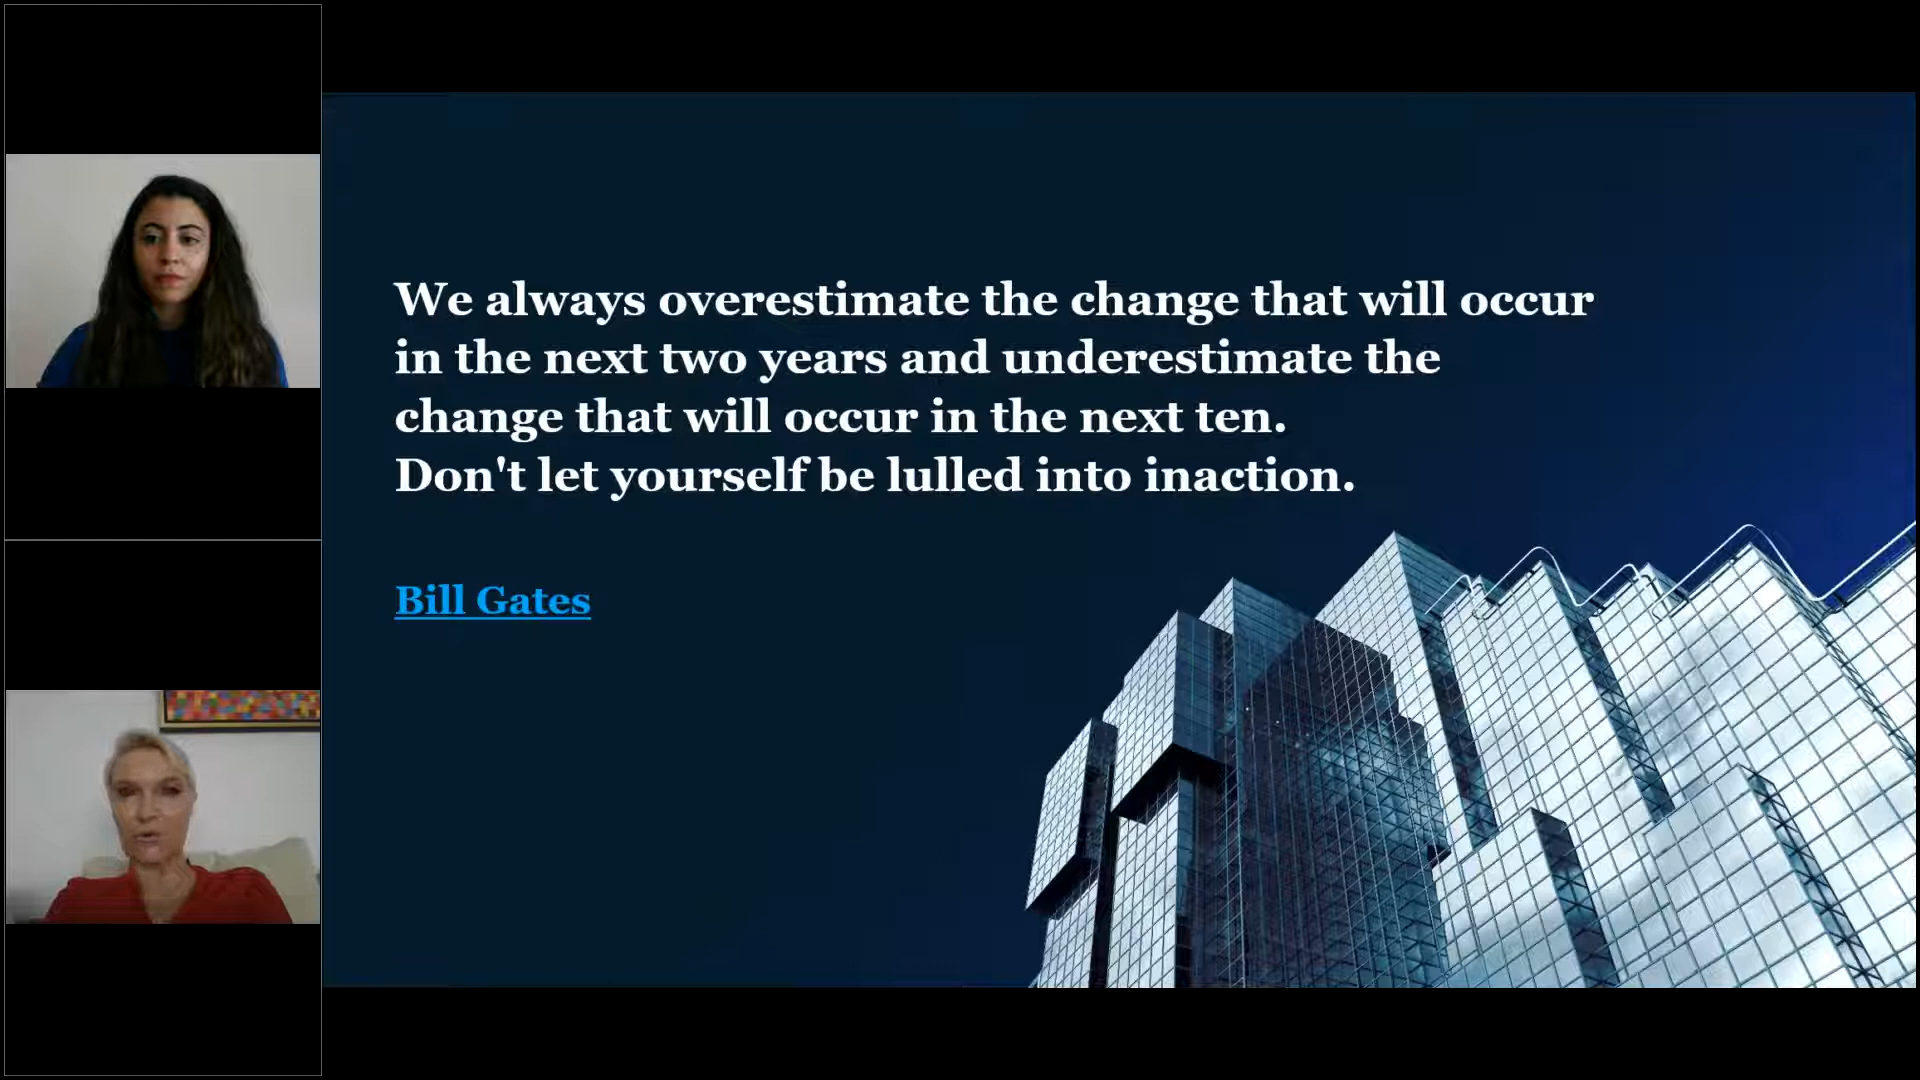 We always overestimate the change that will occur
in the next two years and underestimate the
change that will occur in the next ten.
Don't let yourself be lulled into inaction.
Bill Gates